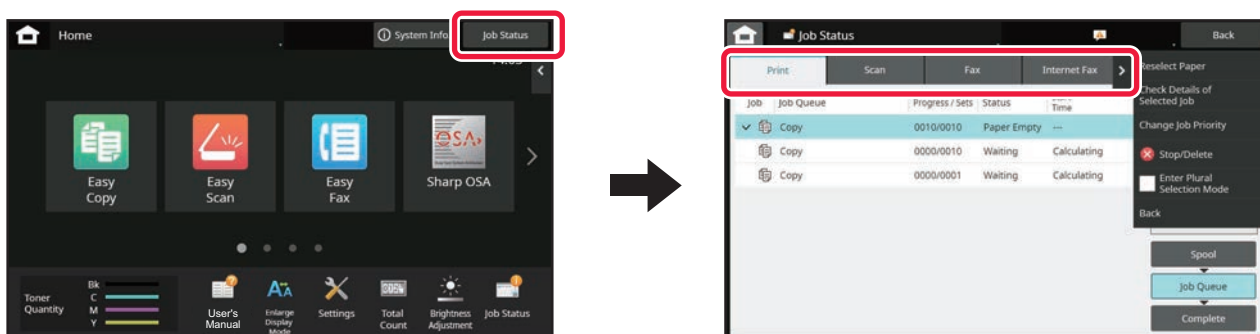 Home
System Info
Job Status
Easy
Copy
Easy
Scan
Easy
Fax
Sharp OSA
Toner
Quantity
Bk
C
M
Y
User's
Manual
Enlarge
Display
Mode
Settings
Total
Count
Brightness
Adjustment
Job Status
Job Status
Back
Print
Scan
Fax
Internet Fax
Reselect Paper
Check Details of
Selected Job
Change Job Priority
Stop/Delete
Enter Plural
Selection Mode
Back
Job
Job Queue
Progress / Sets
Status
Time
Copy
0010/0010
Paper Empty
---
Copy
0000/0010
Waiting
Calculating
Copy
0000/0001
Waiting
Calculating
Spool
Job Queue
Complete